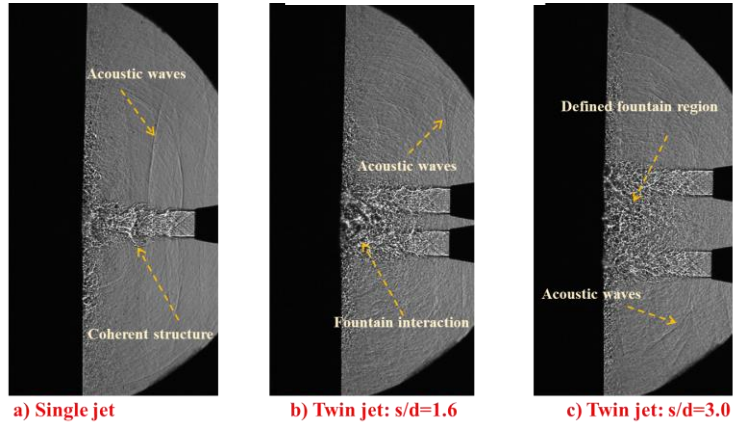 Acoustic waves
Coherent structure
a) Single jet
Acoustic waves
Fountain interaction
b) Twin jet: s/d=1.6
Defined fountain region
Acoustic waves
c) Twin jet: s/d=3.0